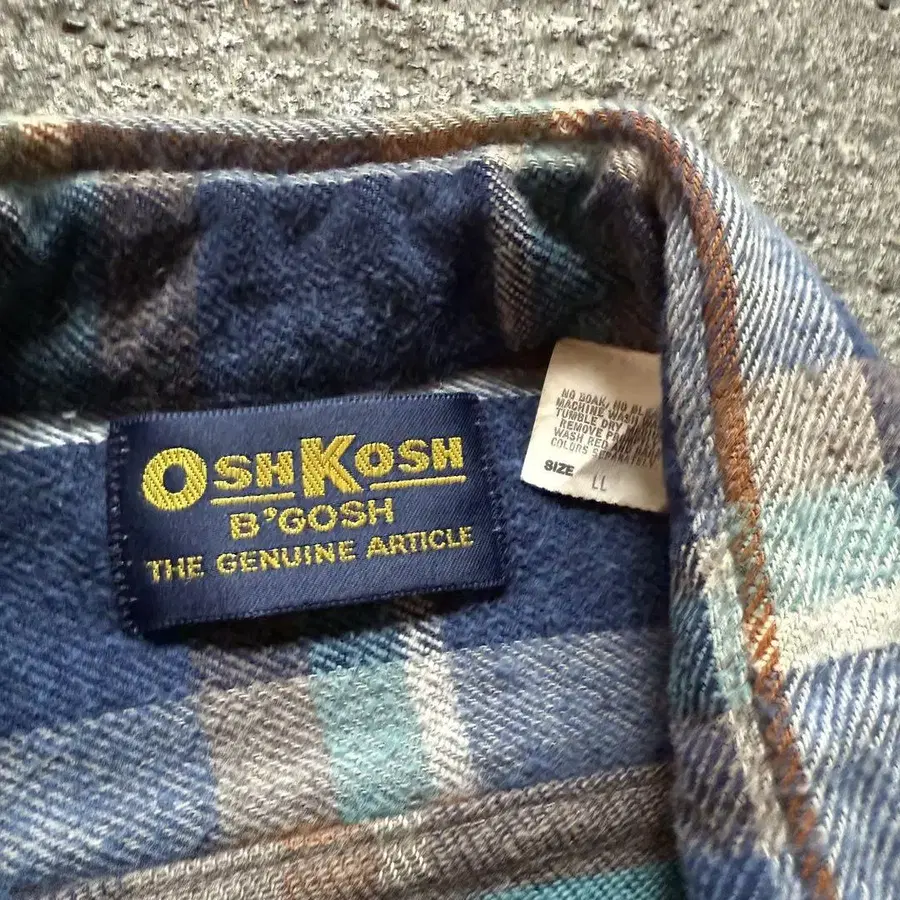 OSHKOSH
B'GOSH
THE GENUINE ARTICLE
NO SOAK, NO
MACHINE WASH
TUMBLE DRY
REMOVE
WASH RED AND
COLORS SEPARATELY
SIZE LL